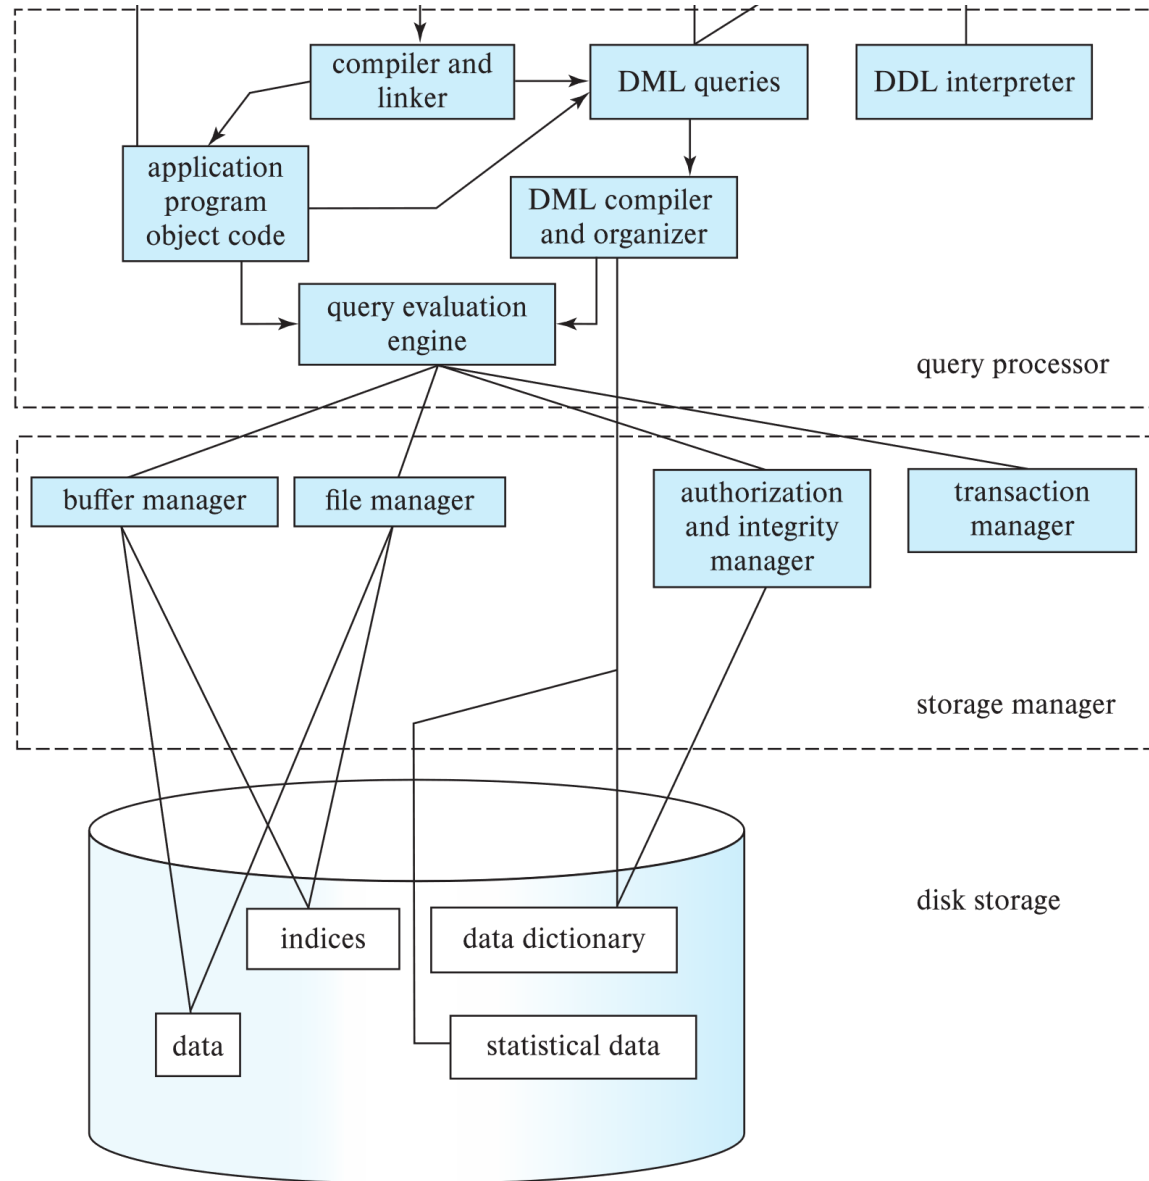 compiler and
linker
DML queries
DDL interpreter
application
program
object code
DML compiler
and organizer
query evaluation
engine
query processor
buffer manager
file manager
authorization
and integrity
manager
transaction
manager
storage manager
disk storage
indices
data dictionary
data
statistical data